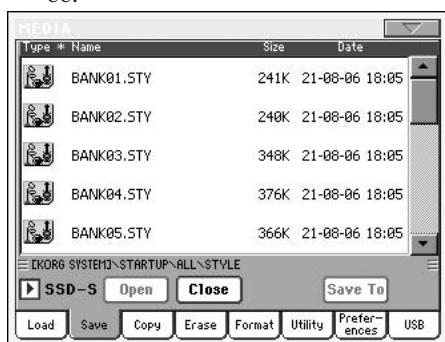 MEDIA
Type * Name Size Date
BANK01.STY 241K 21-08-06 18:05
BANK02.STY 240K 21-08-06 18:05
BANK03.STY 348K 21-08-06 18:05
BANK04.STY 376K 21-08-06 18:05
BANK05.STY 366K 21-08-06 18:05
[KORG SYSTEM]\STARTUP\ALL\STYLE
SSD-S Open Close Save To
Load Save Copy Erase Format Utility Prefer-
ences USB